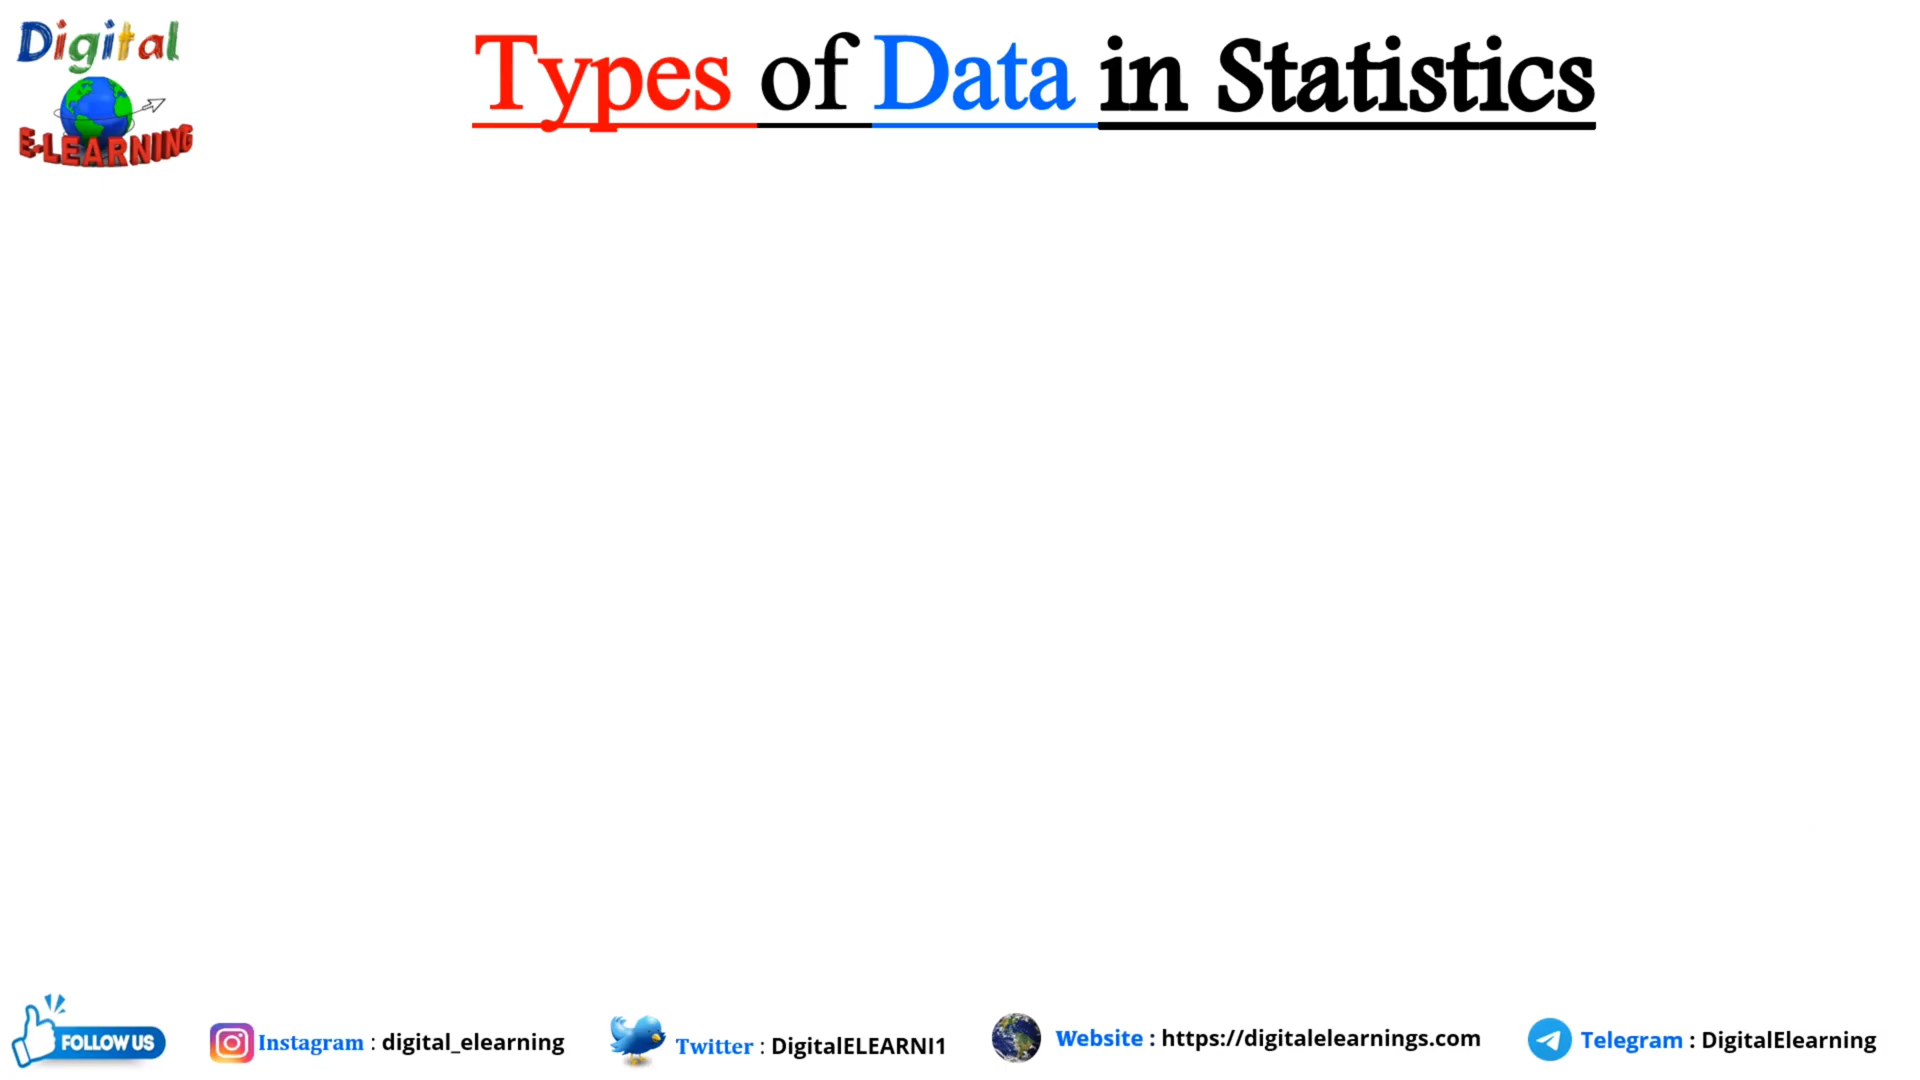 Digital
E-LEARNING
Types of Data in Statistics
FOLLOW US
Instagram : digital_elearning
Twitter : DigitalELEARNI1
Website : https://digitalelearnings.com
Telegram : DigitalElearning